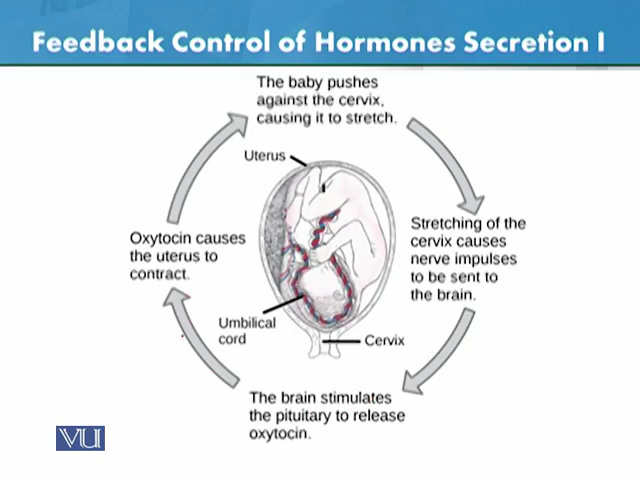 Feedback Control of Hormones Secretion I
The baby pushes
against the cervix,
causing it to stretch.
Uterus
Stretching of the
cervix causes
nerve impulses
to be sent to
the brain.
Oxytocin causes
the uterus to
contract.
Umbilical
cord
Cervix
The brain stimulates
the pituitary to release
oxytocin.
VU